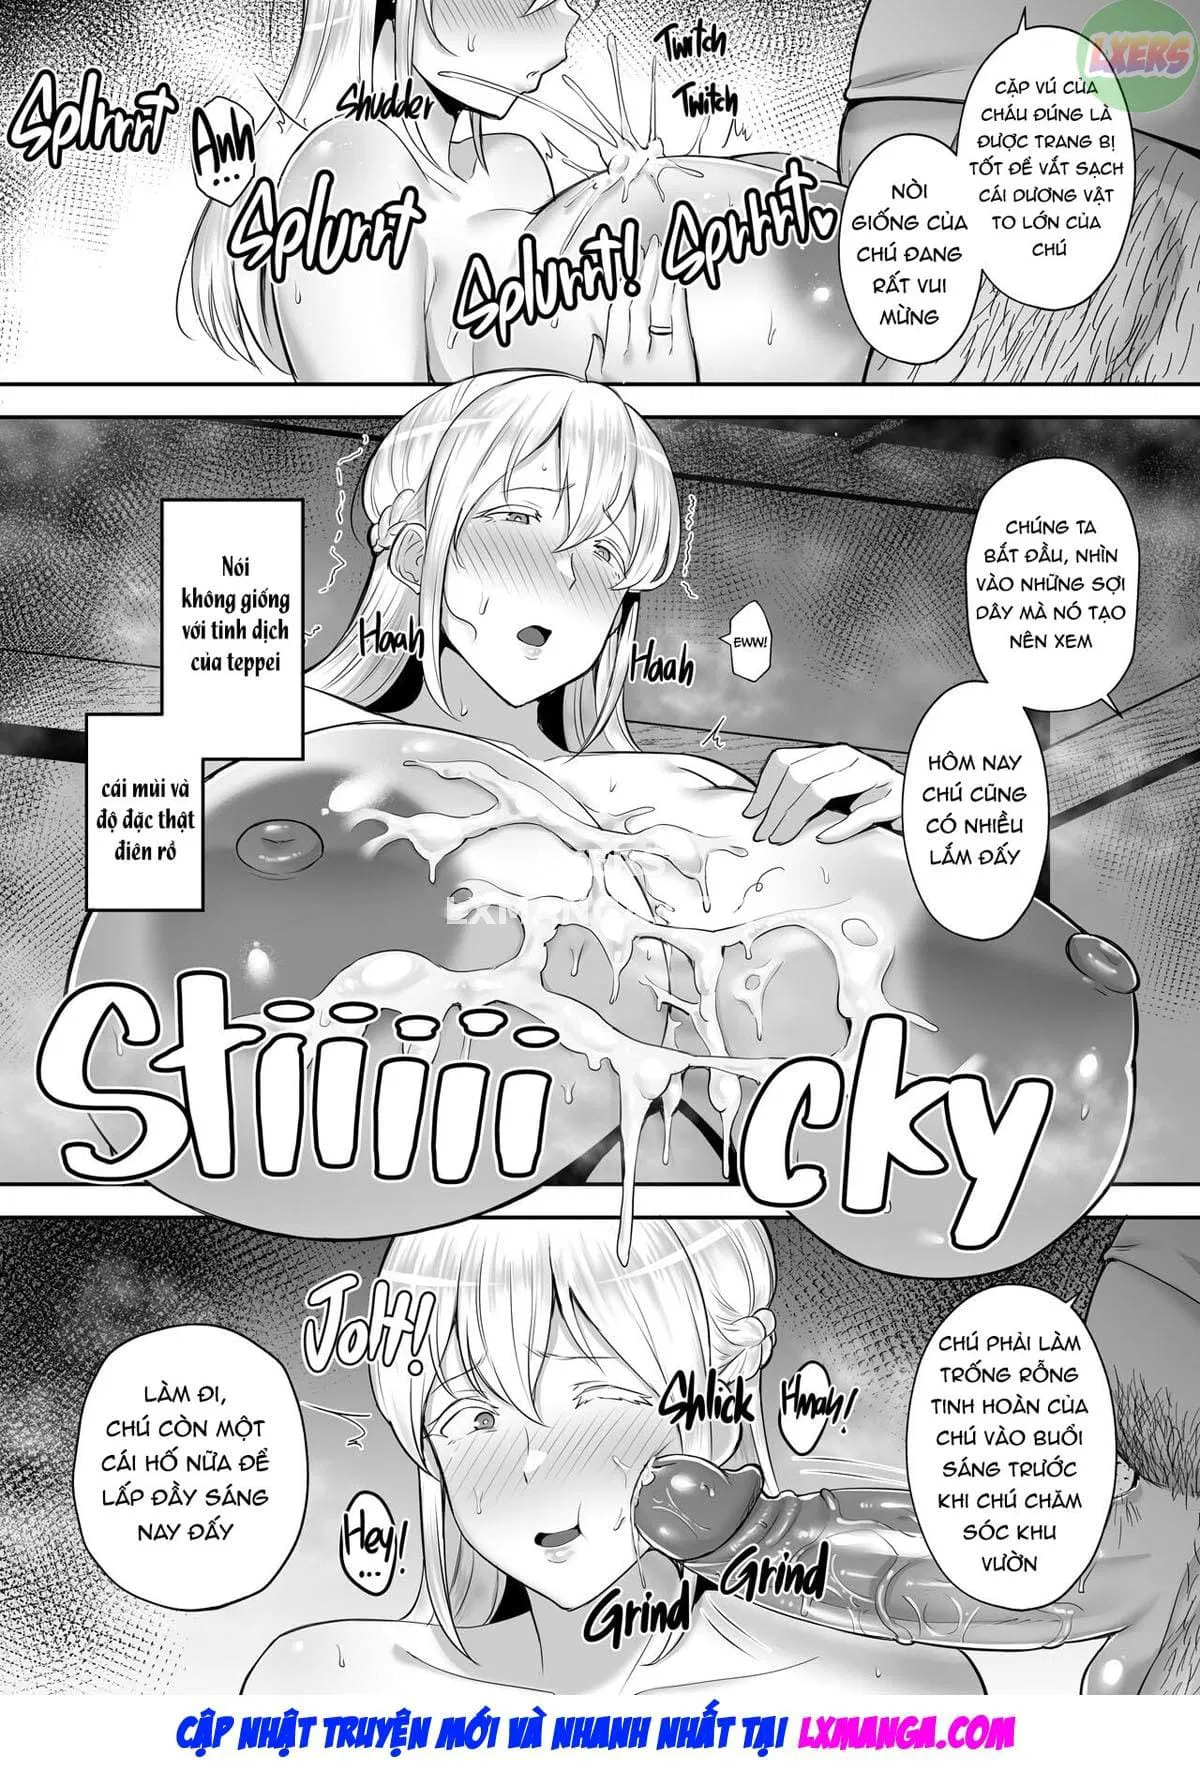 LXERS
CẶP VÚ CỦA
CHÁU ĐÚNG LÀ
ĐƯỢC TRANG BỊ
TỐT ĐỂ VẮT SẠCH
CÁI DƯƠNG VẬT
TO LỚN CỦA
CHÚ
NÒI
GIỐNG CỦA
CHÚ ĐANG
RẤT VUI
MỪNG
Twitch
Twitch
Shudder
Splrrrt
Anh
...
Splurrt
Splurrt!
Sprrrt♥
CHÚNG TA
BẮT ĐẦU, NHÌN
VÀO NHỮNG SỢI
DÂY MÀ NÓ TẠO
NÊN XEM
HÔM NAY
CHÚ CŨNG
CÓ NHIỀU
LẮM ĐẤY
EWW!
Haah
Haah
Nói
không giống
với tinh dịch
của teppei
cái mùi và
độ đặc thật
điên rồ
LXMANGA
Stiiiii
cky
CHÚ PHẢI LÀM
TRỐNG RỖNG
TINH HOÀN CỦA
CHÚ VÀO BUỔI
SÁNG TRƯỚC
KHI CHÚ CHĂM
SÓC KHU
VƯỜN
Jolt!
Shlick
Hmah!
LÀM ĐI,
CHÚ CÒN MỘT
CÁI HỐ NỮA ĐỂ
LẤP ĐẦY SÁNG
NAY ĐẤY
Hey!
...
Grind
Grind
CẬP NHẬT TRUYỆN MỚI VÀ NHANH NHẤT TẠI LXMANGA.COM